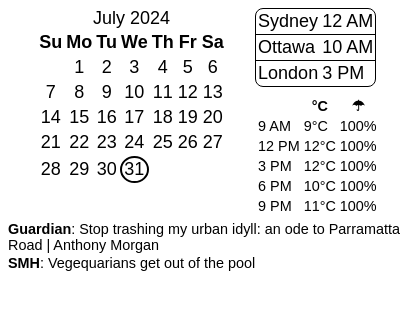 July 2024
Su Mo Tu We Th Fr Sa
1 2 3 4 5 6
7 8 9 10 11 12 13
14 15 16 17 18 19 20
21 22 23 24 25 26 27
28 29 30 31
Sydney 12 AM
Ottawa 10 AM
London 3 PM
°C ☂
9 AM 9°C 100%
12 PM 12°C 100%
3 PM 12°C 100%
6 PM 10°C 100%
9 PM 11°C 100%
Guardian: Stop trashing my urban idyll: an ode to Parramatta
Road | Anthony Morgan
SMH: Vegequarians get out of the pool